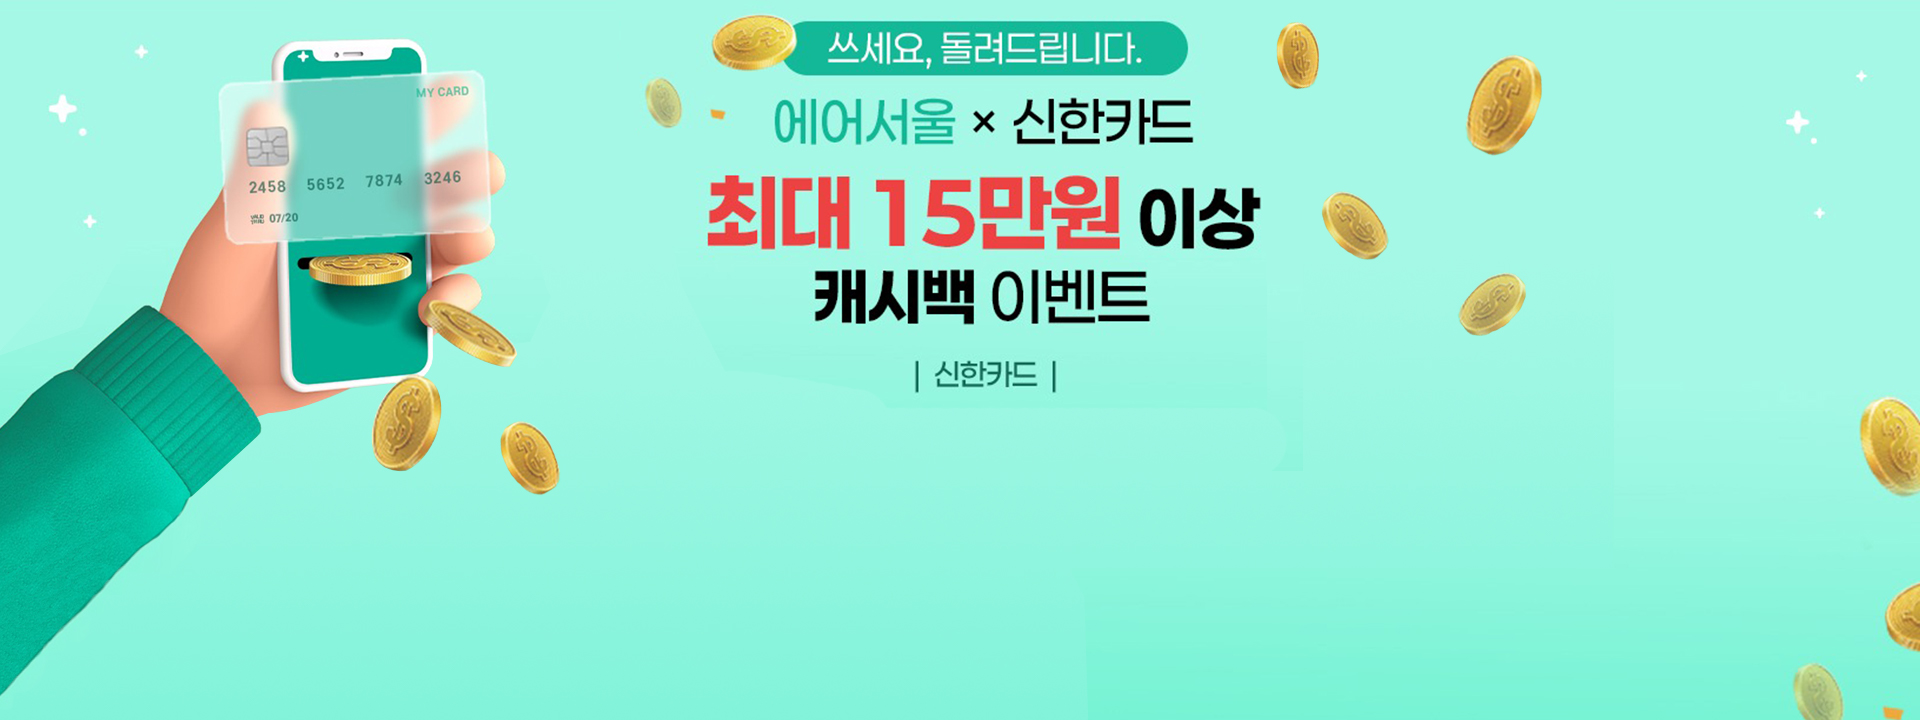 쓰세요, 돌려드립니다.
에어서울 × 신한카드
최대 15만원 이상
캐시백 이벤트
| 신한카드 |
MY CARD
2458 5652 7874 3246
VALID THRU 07/20